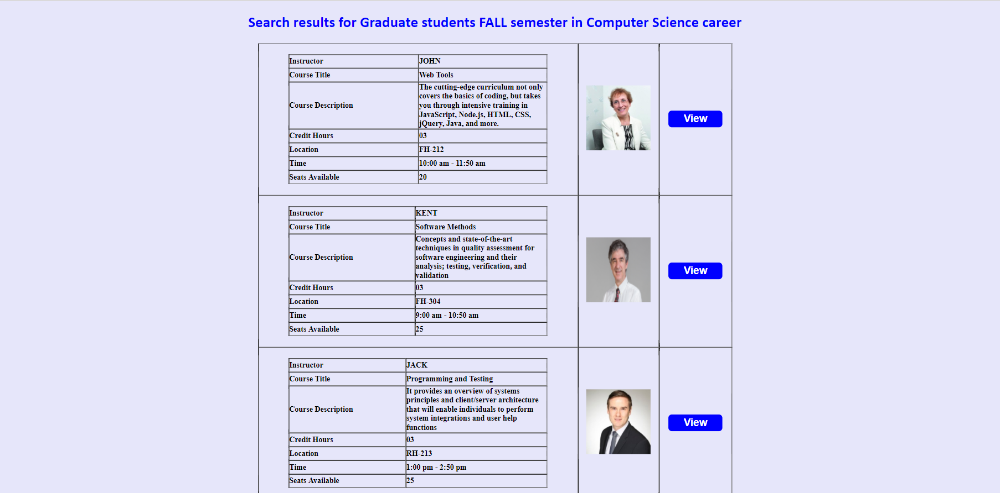 Search results for Graduate students FALL semester in Computer Science career
Instructor JOHN
Course Title Web Tools
Course Description The cutting-edge curriculum not only
covers the basics of coding, but takes
you through intensive training in
JavaScript, Node.js, HTML, CSS,
jQuery, Java, and more.
Credit Hours 03
Location FH-212
Time 10:00 am - 11:50 am
Seats Available 20
View
Instructor KENT
Course Title Software Methods
Course Description Concepts and state-of-the-art
techniques in quality assessment for
software engineering and their
analysis; testing, verification, and
validation
Credit Hours 03
Location FH-304
Time 9:00 am - 10:50 am
Seats Available 25
View
Instructor JACK
Course Title Programming and Testing
Course Description It provides an overview of systems
principles and client/server architecture
that will enable individuals to perform
system integrations and user help
functions
Credit Hours 03
Location RH-213
Time 1:00 pm - 2:50 pm
Seats Available 25
View